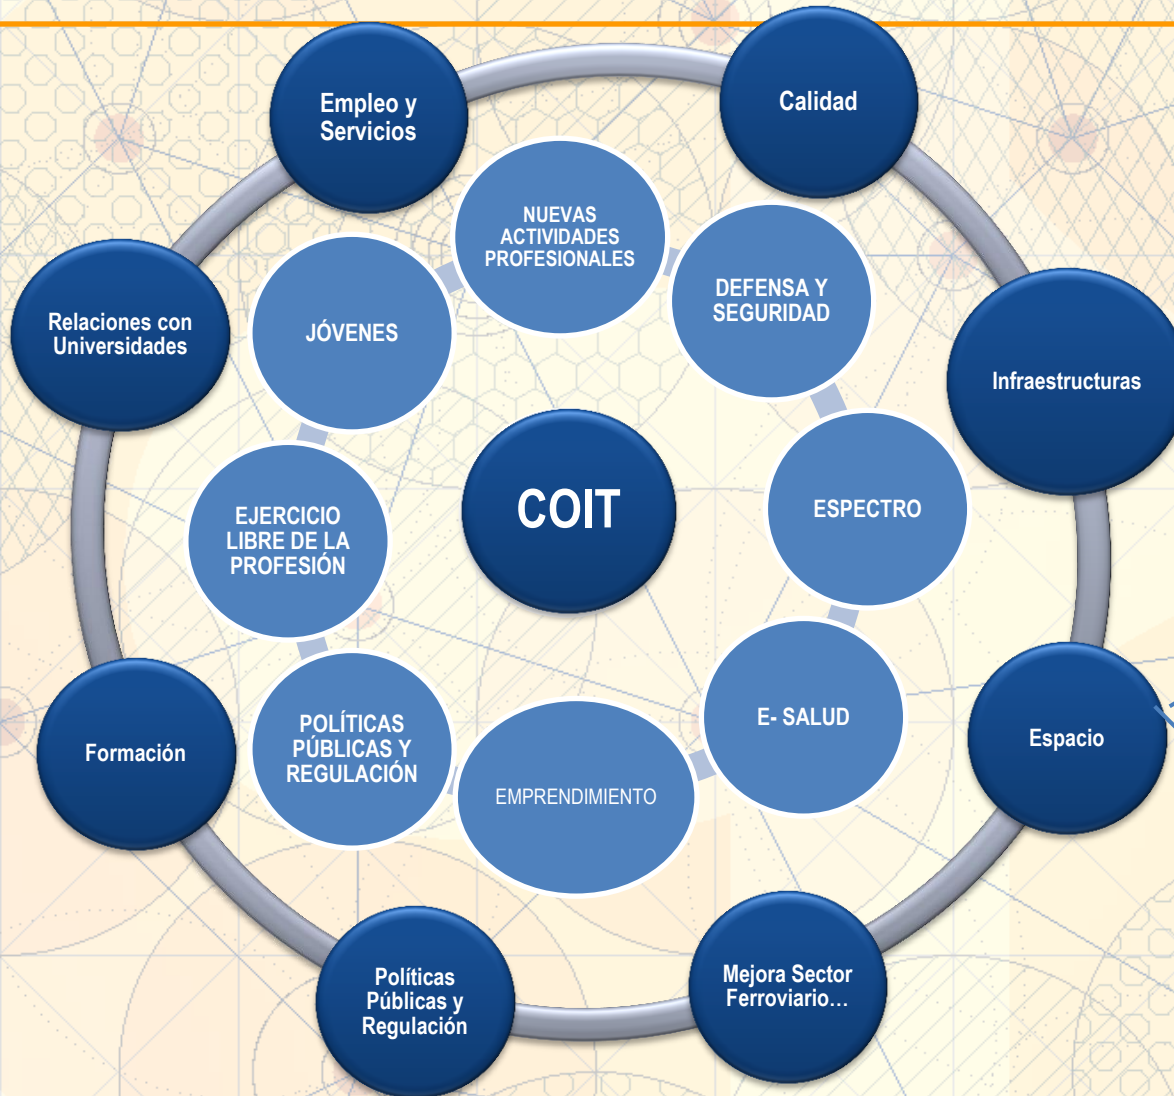 Empleo y
Servicios
Calidad
NUEVAS
ACTIVIDADES
PROFESIONALES
DEFENSA Y
SEGURIDAD
JÓVENES
Relaciones con
Universidades
Infraestructuras
COIT
ESPECTRO
EJERCICIO
LIBRE DE LA
PROFESIÓN
E- SALUD
POLÍTICAS
PÚBLICAS Y
REGULACIÓN
Formación
Espacio
EMPRENDIMIENTO
Políticas
Públicas y
Regulación
Mejora Sector
Ferroviario…